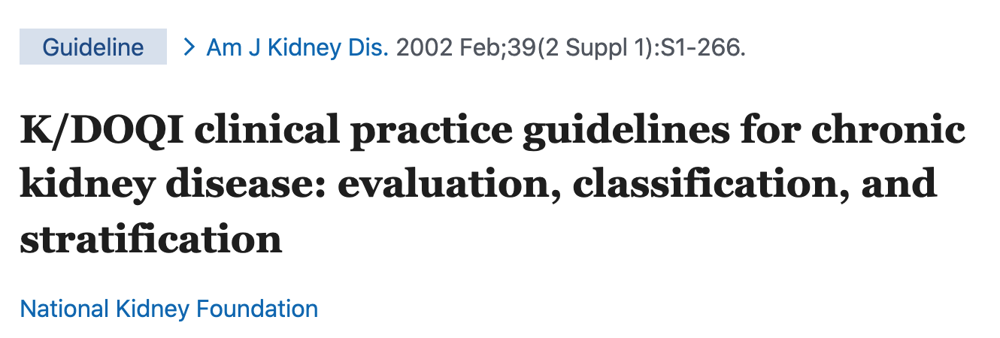 Guideline > Am J Kidney Dis. 2002 Feb;39(2 Suppl 1):S1-266.
K/DOQI clinical practice guidelines for chronic
kidney disease: evaluation, classification, and
stratification
National Kidney Foundation